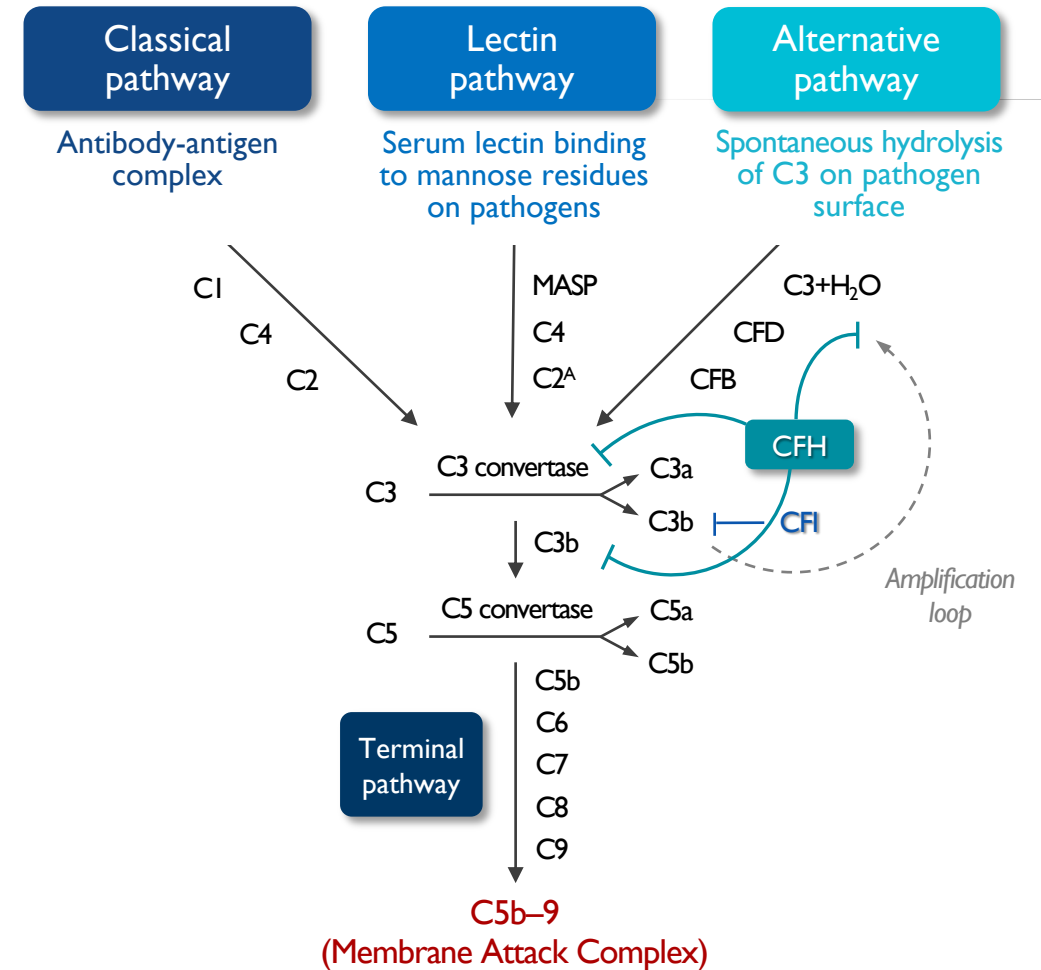 Classical
pathway
Lectin
pathway
Alternative
pathway
Antibody-antigen
complex
Serum lectin binding
to mannose residues
on pathogens
Spontaneous hydrolysis
of C3 on pathogen
surface
C1
C4
C2
MASP
C4
C2ᴬ
C3+H₂O
CFD
CFB
CFH
C3 convertase
C3
C3a
C3b
CFI
C3b
Amplification
loop
C5 convertase
C5
C5a
C5b
C5b
C6
C7
C8
C9
Terminal
pathway
C5b–9
(Membrane Attack Complex)